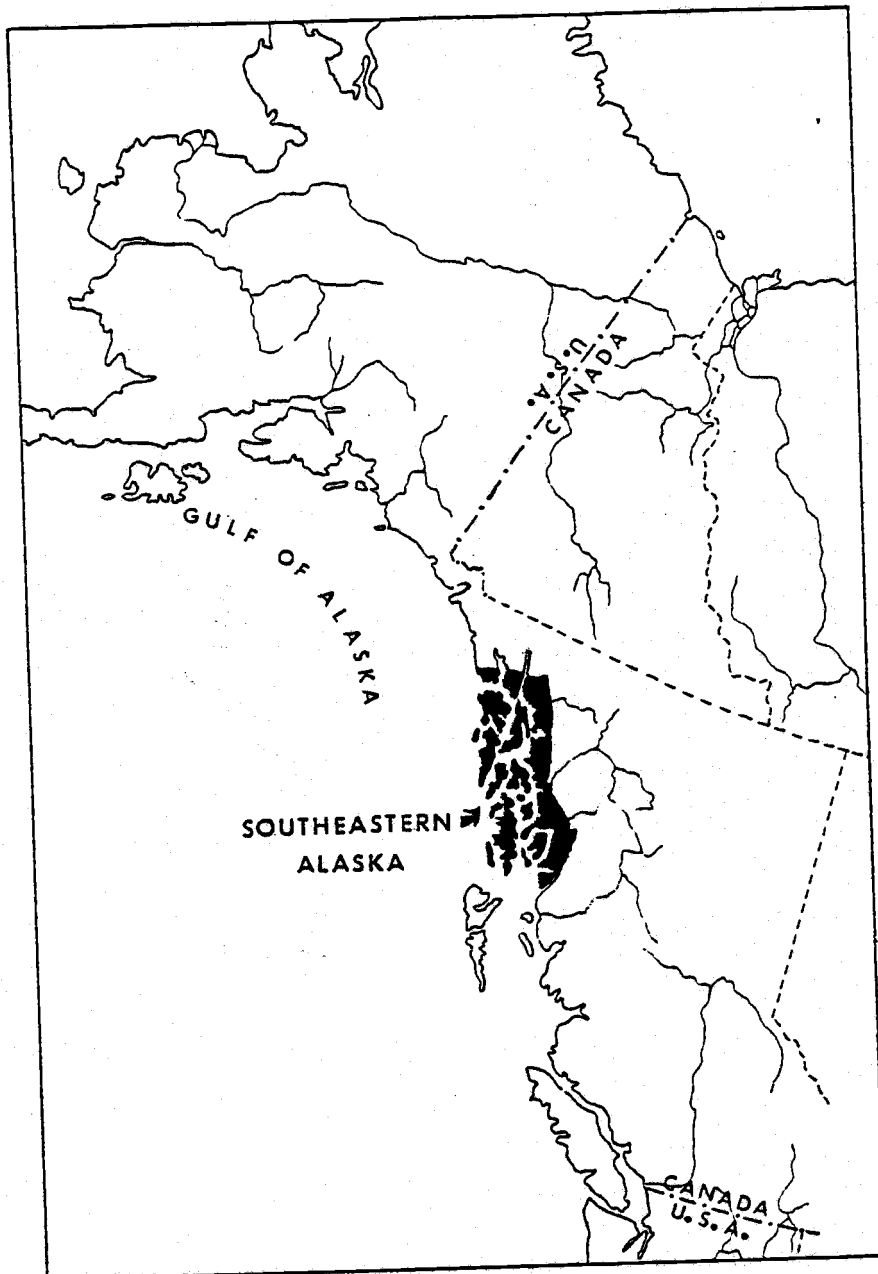 U.S.A.
CANADA
GULF OF ALASKA
SOUTHEASTERN
ALASKA
CANADA
U.S.A.